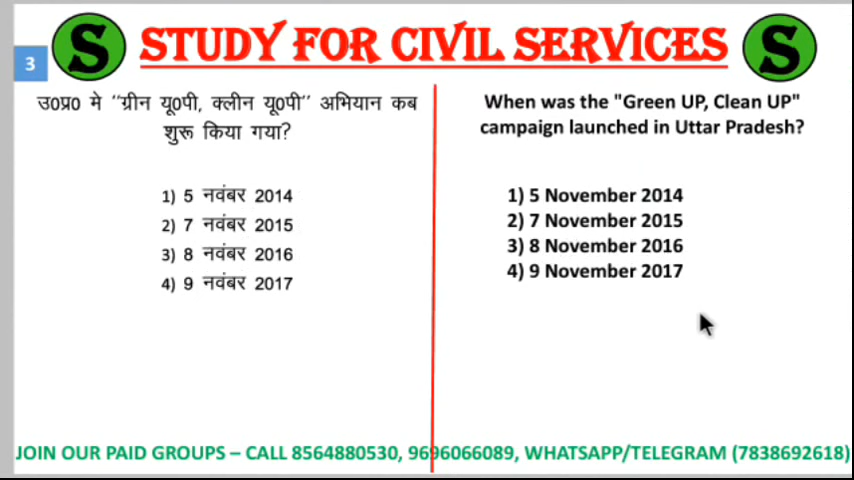 S STUDY FOR CIVIL SERVICES S
3
उ0प्र0 मे ‘‘ग्रीन यू0पी, क्लीन यू0पी’’ अभियान कब
शुरू किया गया?
1) 5 नवंबर 2014
2) 7 नवंबर 2015
3) 8 नवंबर 2016
4) 9 नवंबर 2017
When was the "Green UP, Clean UP"
campaign launched in Uttar Pradesh?
1) 5 November 2014
2) 7 November 2015
3) 8 November 2016
4) 9 November 2017
JOIN OUR PAID GROUPS – CALL 8564880530, 9696066089, WHATSAPP/TELEGRAM (7838692618)